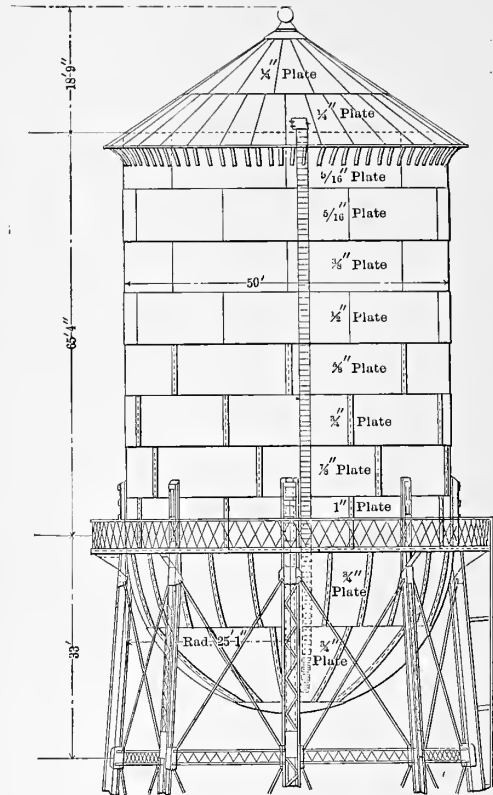 18'9"
¼" Plate
¼" Plate
5/16" Plate
5/16" Plate
⅜" Plate
50'
½" Plate
65'4"
⅝" Plate
¾" Plate
⅞" Plate
1" Plate
¾"
Plate
Rad. 25'1"
¾"
Plate
33'